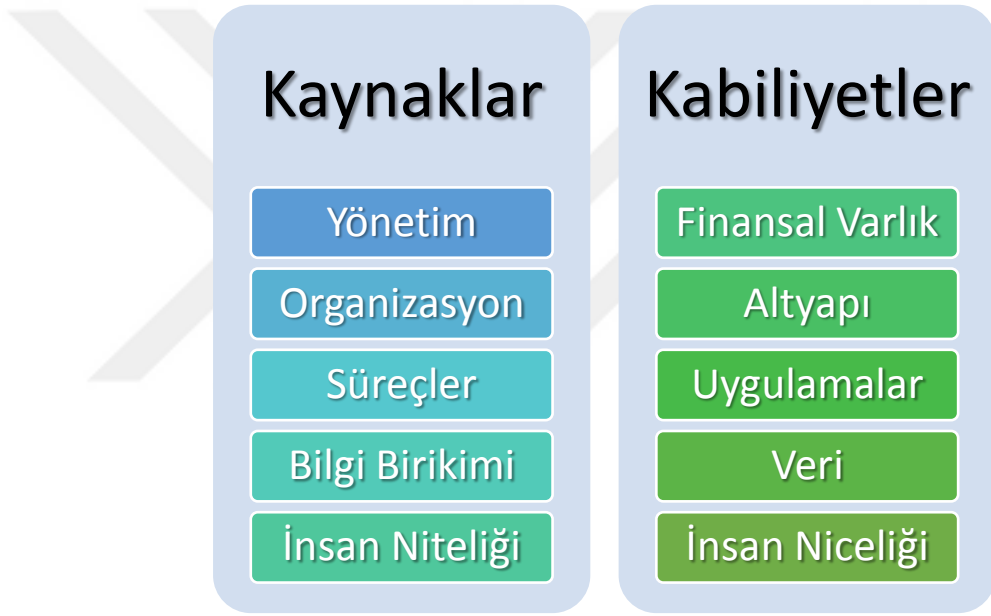 Kaynaklar
Yönetim
Organizasyon
Süreçler
Bilgi Birikimi
İnsan Niteliği
Kabiliyetler
Finansal Varlık
Altyapı
Uygulamalar
Veri
İnsan Niceliği